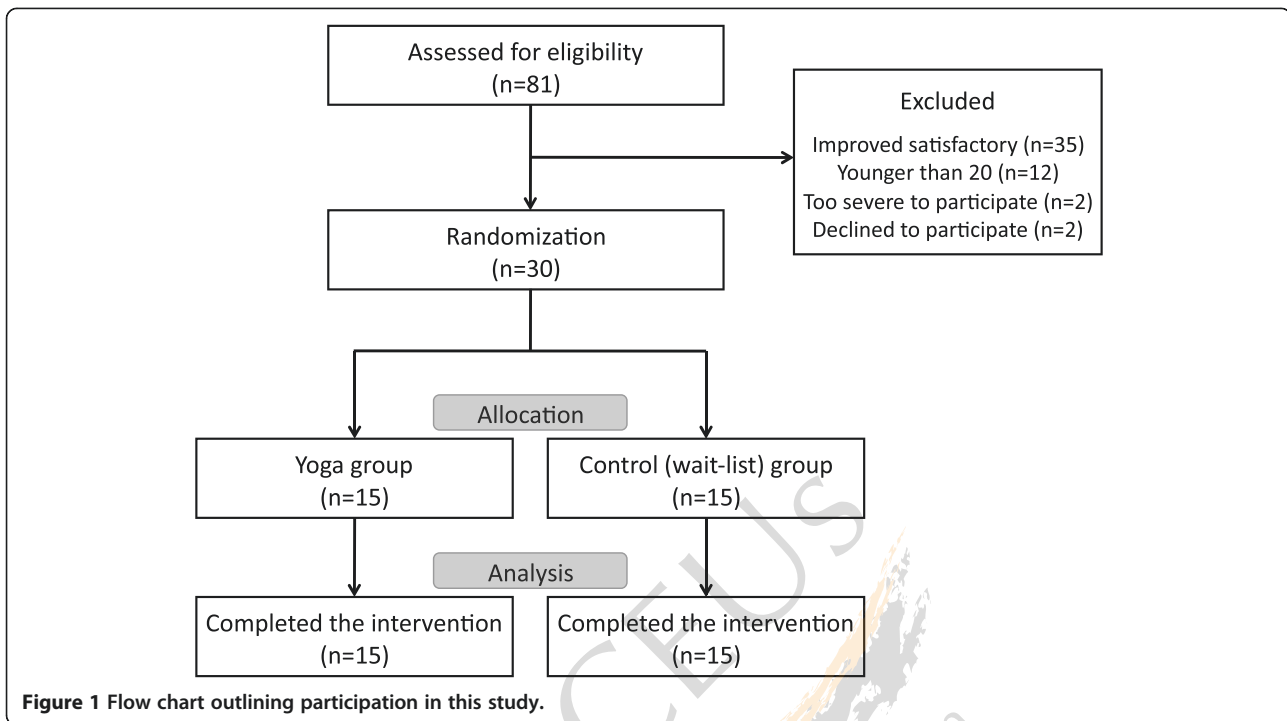 Assessed for eligibility
(n=81)
Excluded
Improved satisfactory (n=35)
Younger than 20 (n=12)
Too severe to participate (n=2)
Declined to participate (n=2)
Randomization
(n=30)
Allocation
Yoga group
(n=15)
Control (wait-list) group
(n=15)
Analysis
Completed the intervention
(n=15)
Completed the intervention
(n=15)
CEUs
Figure 1 Flow chart outlining participation in this study.